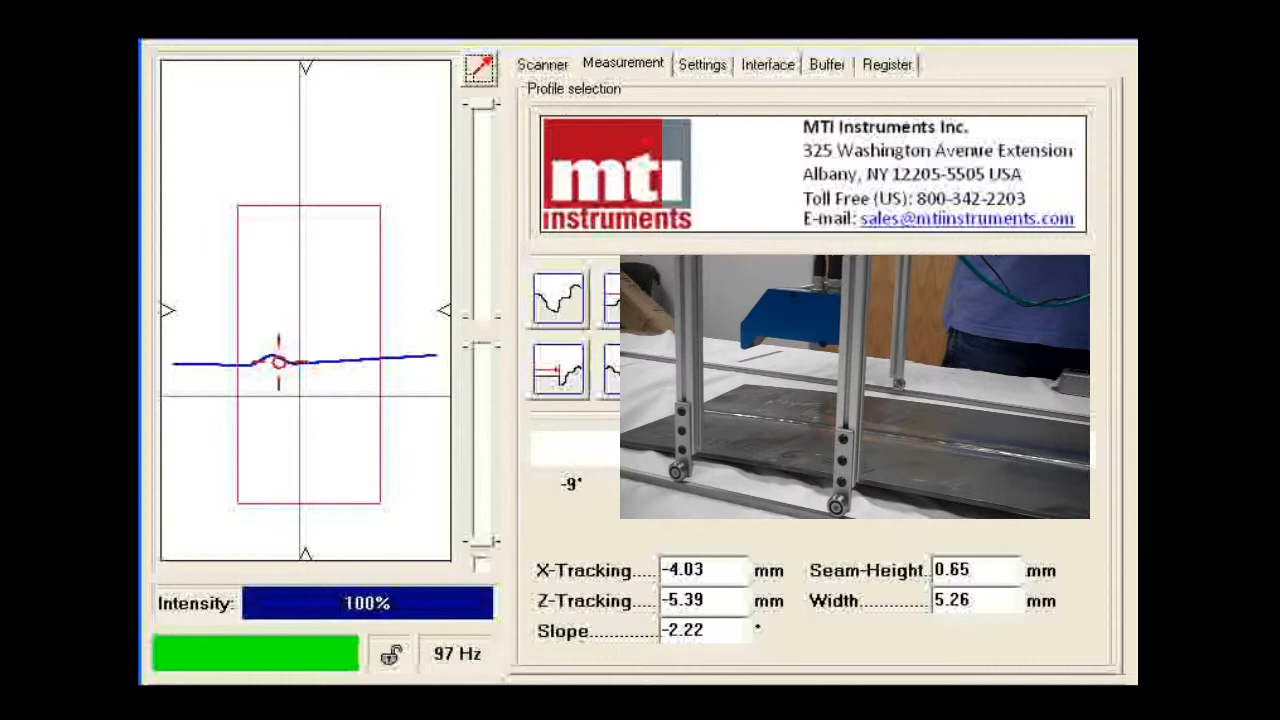 Scanner Measurement Settings Interface Buffer Register
Profile selection
mti
instruments
MTI Instruments Inc.
325 Washington Avenue Extension
Albany, NY 12205-5505 USA
Toll Free (US): 800-342-2203
E-mail: sales@mtiinstruments.com
-9°
X-Tracking.... -4.03 mm
Z-Tracking.... -5.39 mm
Slope........... -2.22 °
Seam-Height. 0.65 mm
Width........... 5.26 mm
Intensity: 100%
97 Hz